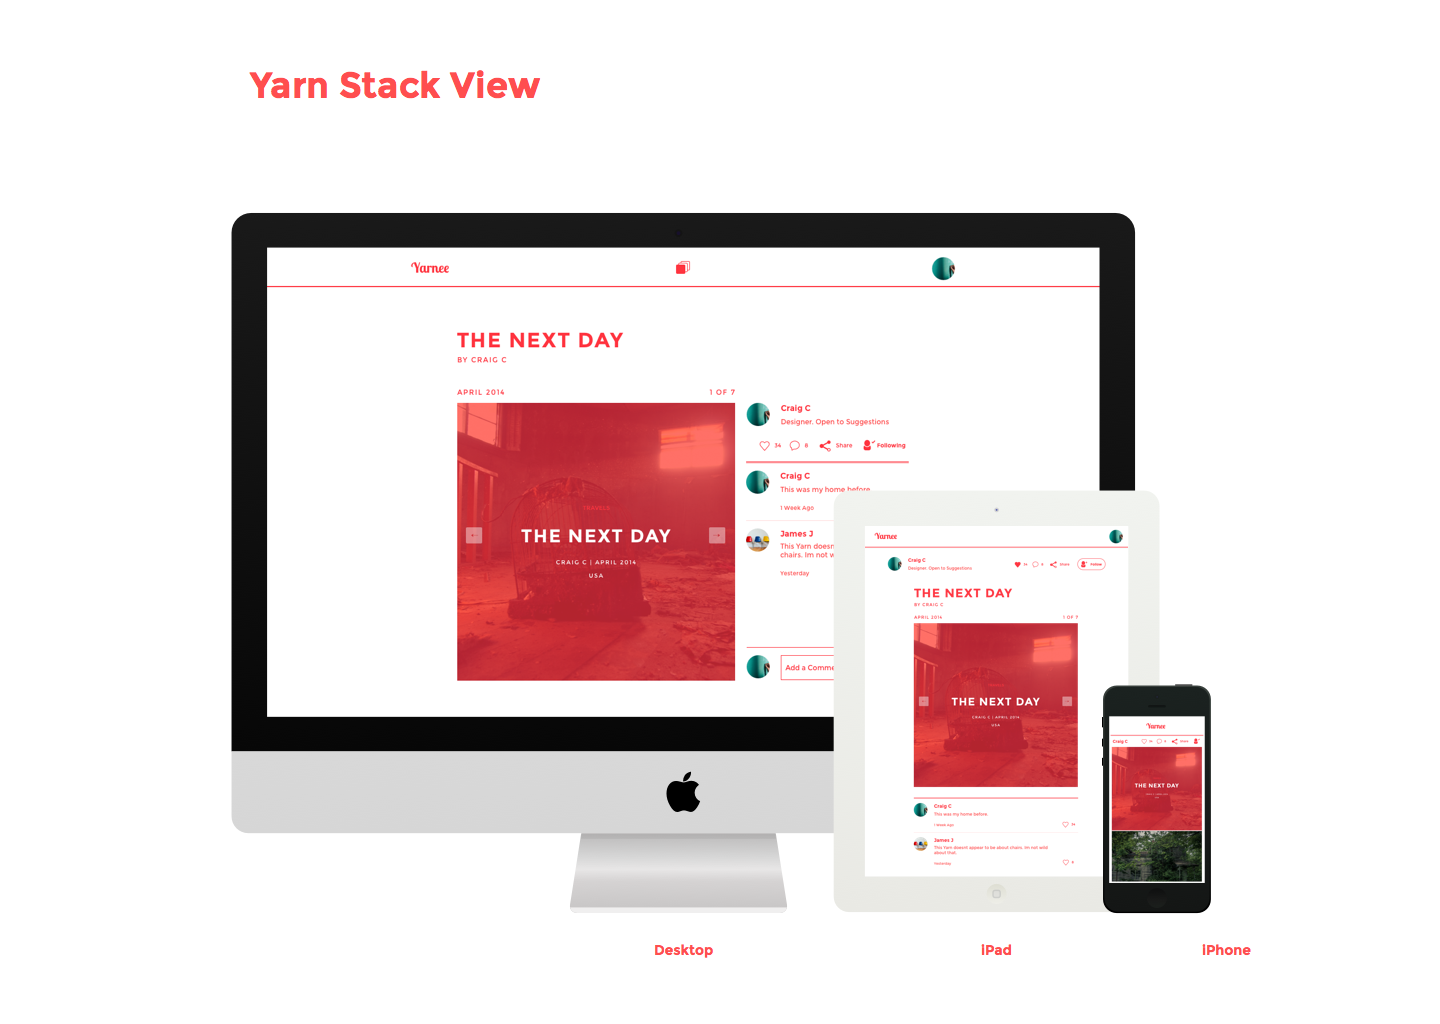 Yarn Stack View
Yarnee
THE NEXT DAY
BY CRAIG C
APRIL 2014
1 OF 7
TRAVELS
THE NEXT DAY
CRAIG C | APRIL 2014
USA
Craig C
Designer. Open to Suggestions
34
8
Share
Following
Craig C
This was my home before.
1 Week Ago
James J
This Yarn doesn
chairs. Im not w
Yesterday
Add a Comme
Yarnee
Craig C
Designer. Open to Suggestions
Share
Follow
THE NEXT DAY
BY CRAIG C
APRIL 2014
1 OF 7
THE NEXT DAY
CRAIG C | APRIL 2014
USA
Craig C
This was my home before.
1 Week Ago
James J
This Yarn doesnt appear to be about chairs, im not sold
about that.
Yesterday
Yarnee
Craig C
Share
THE NEXT DAY
Desktop
iPad
iPhone